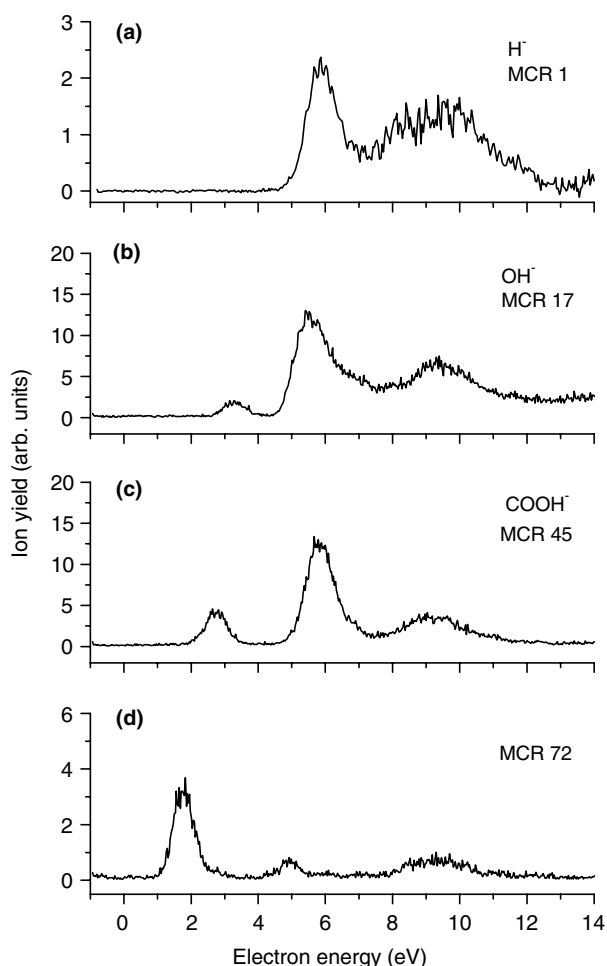 (a)
H⁻
MCR 1
3
2
1
0
(b)
OH⁻
MCR 17
20
15
10
5
0
Ion yield (arb. units)
(c)
COOH⁻
MCR 45
20
15
10
5
0
(d)
MCR 72
6
4
2
0
0 2 4 6 8 10 12 14
Electron energy (eV)